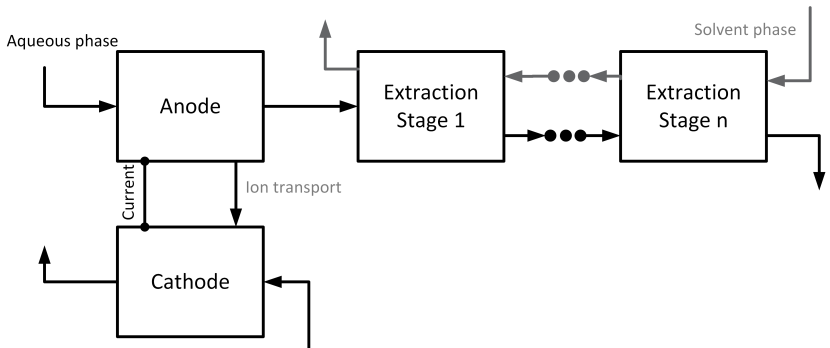 Aqueous phase
Solvent phase
Anode
Extraction
Stage 1
Extraction
Stage n
Current
Ion transport
Cathode